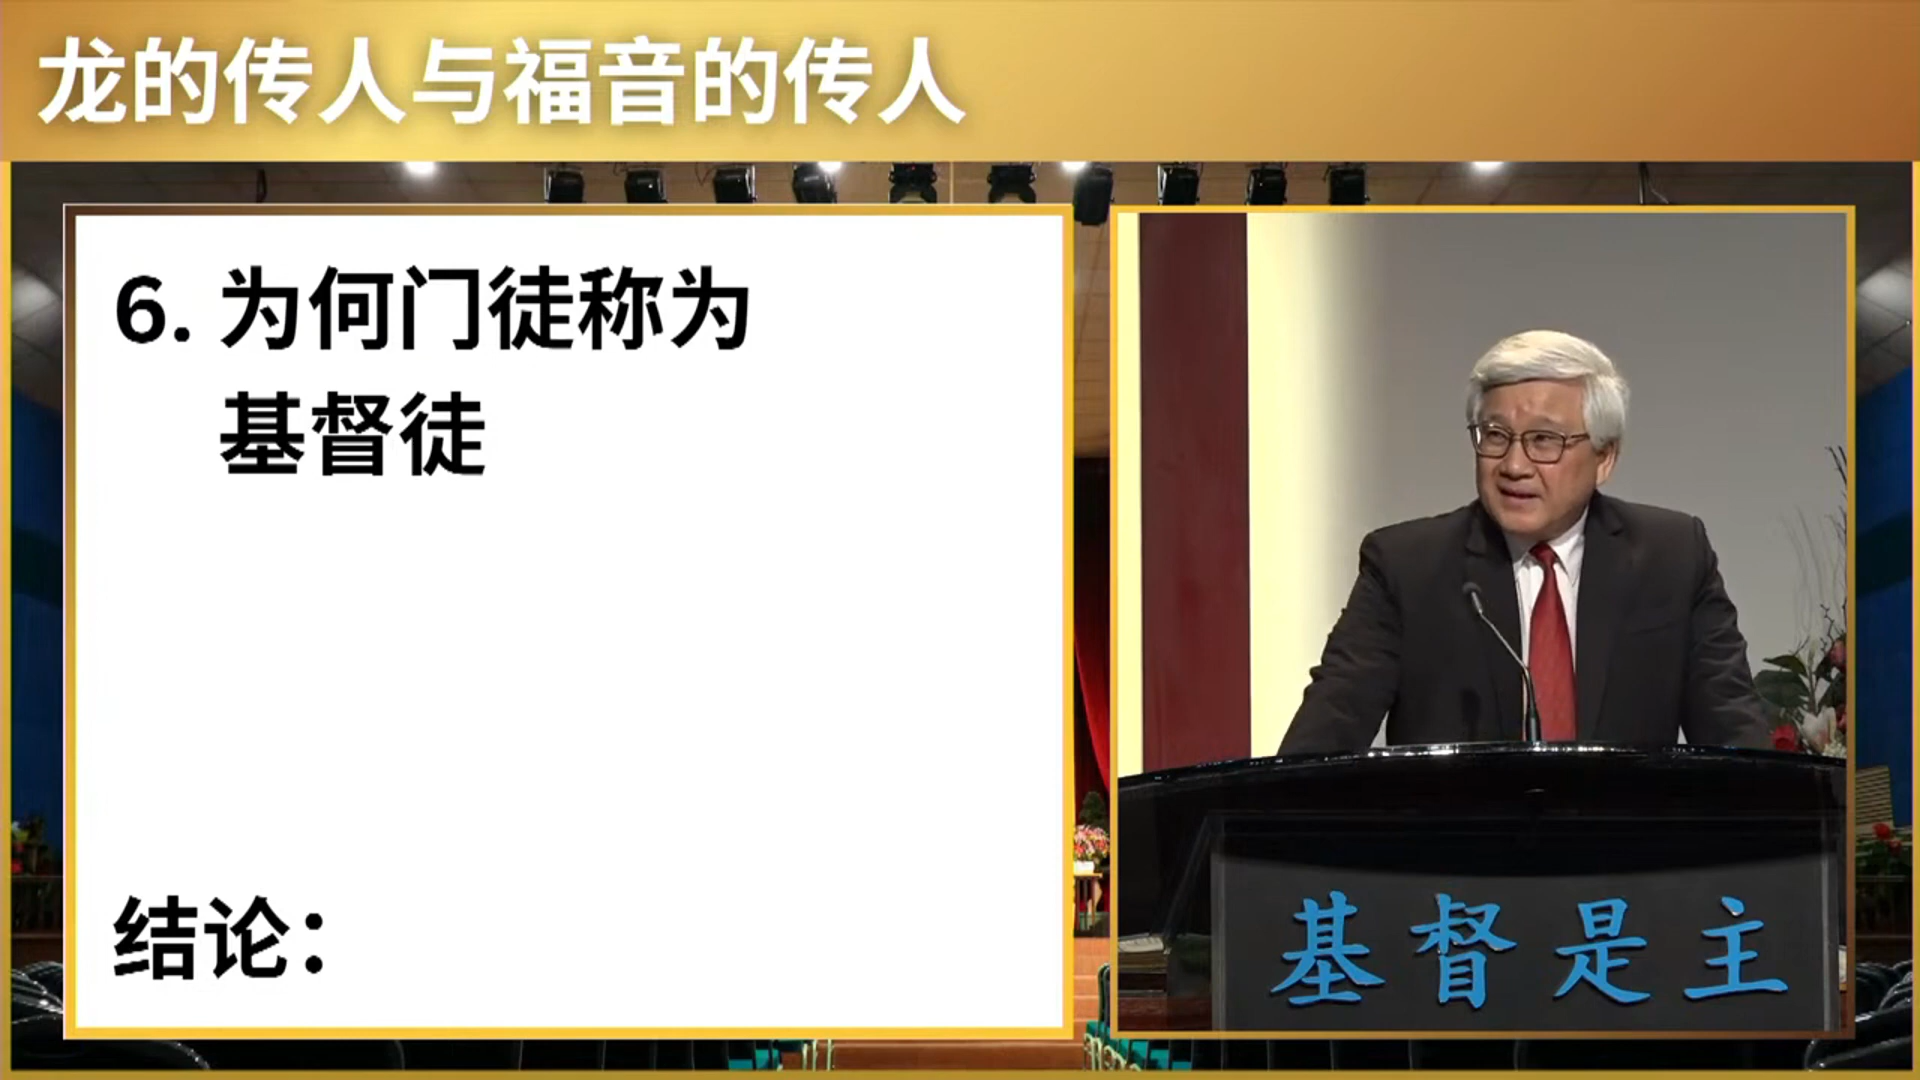 龙的传人与福音的传人
6. 为何门徒称为
基督徒
结论：
基督是主